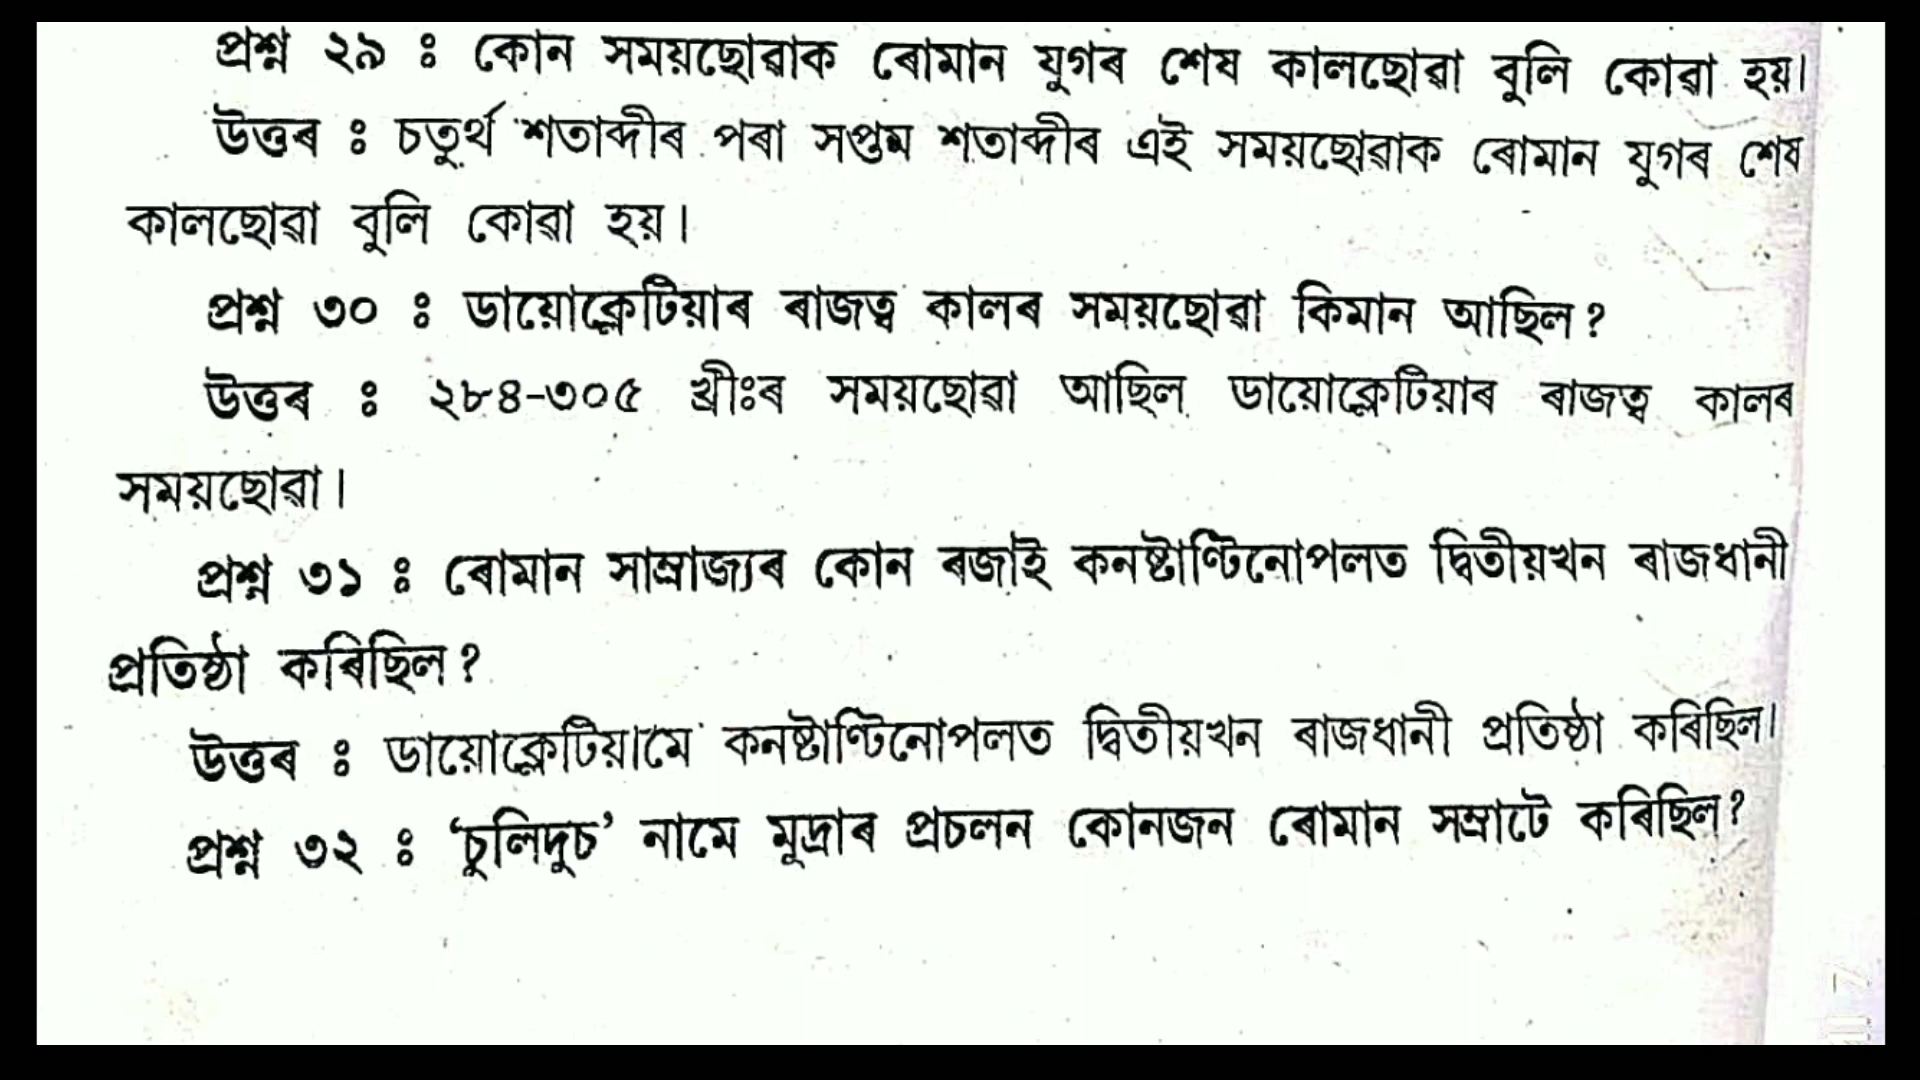 প্ৰশ্ন ২৯ ঃ কোন সময়ছোৱাক ৰোমান যুগৰ শেষ কালছোৱা বুলি কোৱা হয়।
উত্তৰ ঃ চতুৰ্থ শতাব্দীৰ পৰা সপ্তম শতাব্দীৰ এই সময়ছোৱাক ৰোমান যুগৰ শেষ
কালছোৱা বুলি কোৱা হয়।
প্ৰশ্ন ৩০ ঃ ডায়োক্লেটিয়াৰ ৰাজত্ব কালৰ সময়ছোৱা কিমান আছিল?
উত্তৰ ঃ ২৮৪-৩০৫ খ্ৰীঃৰ সময়ছোৱা আছিল ডায়োক্লেটিয়াৰ ৰাজত্ব কালৰ
সময়ছোৱা।
প্ৰশ্ন ৩১ ঃ ৰোমান সাম্ৰাজ্যৰ কোন ৰজাই কনষ্টাণ্টিনোপলত দ্বিতীয়খন ৰাজধানী
প্ৰতিষ্ঠা কৰিছিল?
উত্তৰ ঃ ডায়োক্লেটিয়ামে কনষ্টাণ্টিনোপলত দ্বিতীয়খন ৰাজধানী প্ৰতিষ্ঠা কৰিছিল।
প্ৰশ্ন ৩২ ঃ ‘চুলিদুচ’ নামে মূদ্ৰাৰ প্ৰচলন কোনজন ৰোমান সম্ৰাটে কৰিছিল?